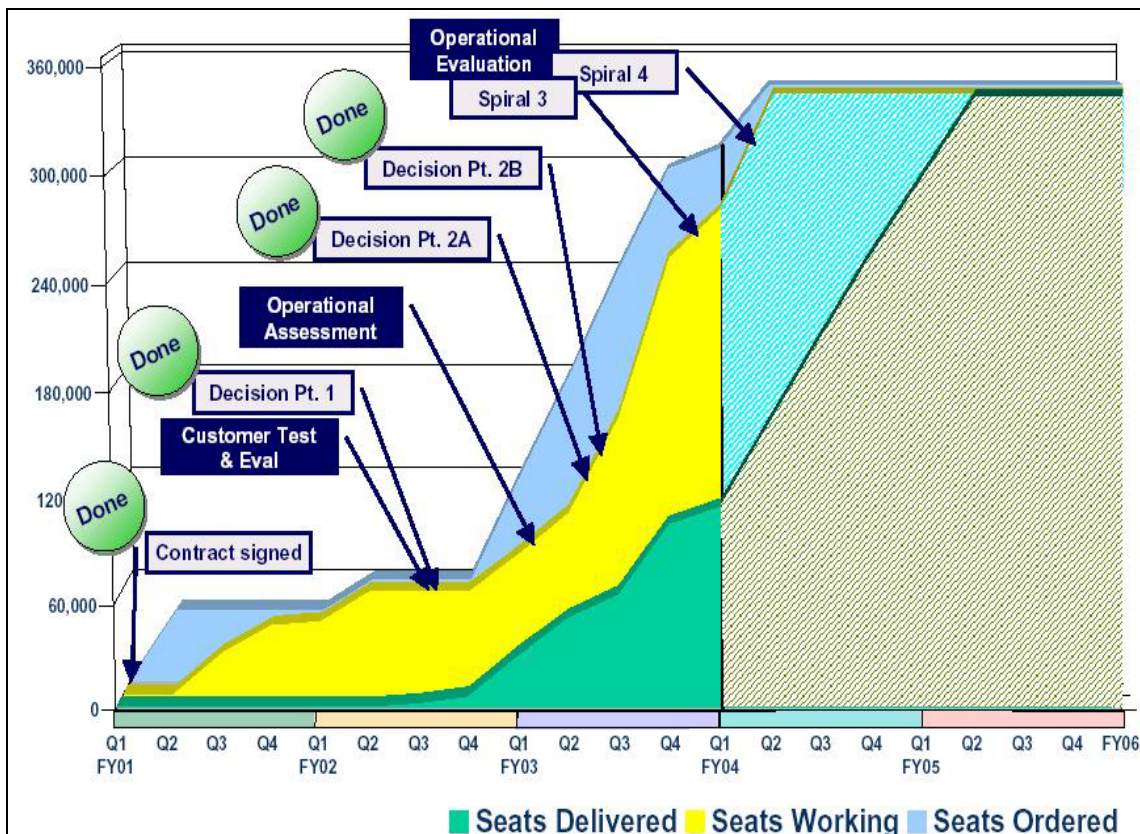 360,000
300,000
240,000
180,000
60,000
0
Operational
Evaluation
Spiral 4
Spiral 3
Done
Decision Pt. 2B
Done
Decision Pt. 2A
Operational
Assessment
Done
Decision Pt. 1
Customer Test
& Eval
Done
Contract signed
Q1 Q2 Q3 Q4 Q1 Q2 Q3 Q4 Q1 Q2 Q3 Q4 Q1 Q2 Q3 Q4 Q1 Q2 Q3 Q4 FY06
FY01 FY02 FY03 FY04 FY05
Seats Delivered Seats Working Seats Ordered